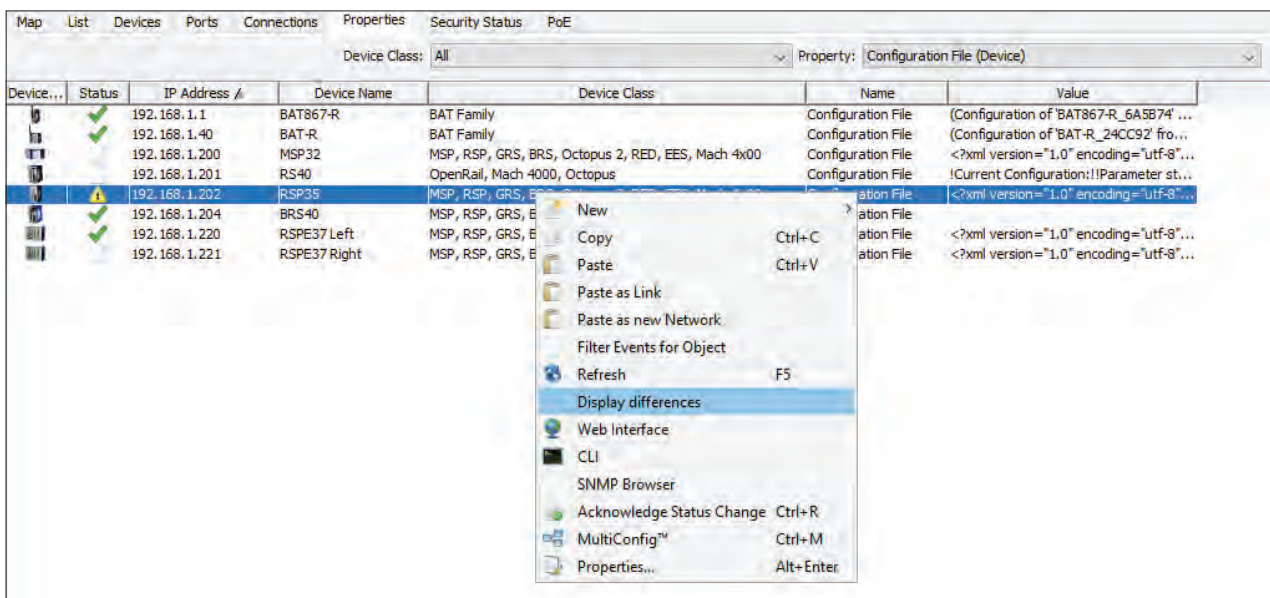 Map List Devices Ports Connections Properties Security Status PoE
Device Class: All Property: Configuration File (Device)
Device... Status IP Address Device Name Device Class Name Value
192.168.1.1 BAT867-R BAT Family Configuration File (Configuration of 'BAT867-R_6A5B74' ...
192.168.1.40 BAT-R BAT Family Configuration File (Configuration of 'BAT-R_24CC92' fro...
192.168.1.200 MSP32 MSP, RSP, GRS, BRS, Octopus 2, RED, EES, Mach 4x00 Configuration File <?xml version="1.0" encoding="utf-8"...
192.168.1.201 RS40 OpenRail, Mach 4000, Octopus Configuration File !Current Configuration:!!Parameter st...
192.168.1.202 RSP35 MSP, RSP, GRS, <?xml version="1.0" encoding="utf-8"...
192.168.1.204 BRS40 MSP, RSP, GRS, E ation File
192.168.1.220 RSPE37 Left MSP, RSP, GRS, E ation File <?xml version="1.0" encoding="utf-8"...
192.168.1.221 RSPE37 Right MSP, RSP, GRS, E ation File <?xml version="1.0" encoding="utf-8"...
New
Copy Ctrl+C
Paste Ctrl+V
Paste as Link
Paste as new Network
Filter Events for Object
Refresh F5
Display differences
Web Interface
CLI
SNMP Browser
Acknowledge Status Change Ctrl+R
MultiConfig™ Ctrl+M
Properties... Alt+Enter